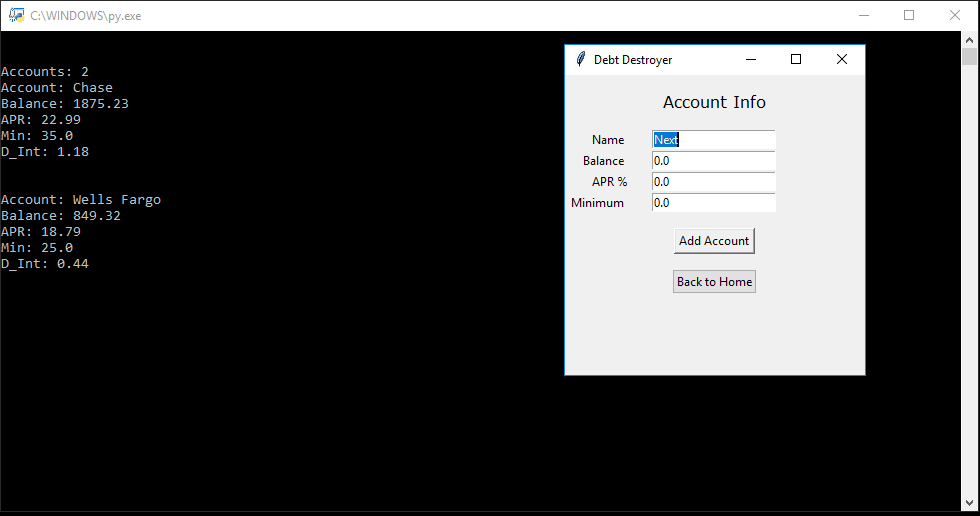 C:\WINDOWS\py.exe
Accounts: 2
Account: Chase
Balance: 1875.23
APR: 22.99
Min: 35.0
D_Int: 1.18
Account: Wells Fargo
Balance: 849.32
APR: 18.79
Min: 25.0
D_Int: 0.44
Debt Destroyer
Account Info
Name Next
Balance 0.0
APR % 0.0
Minimum 0.0
Add Account
Back to Home